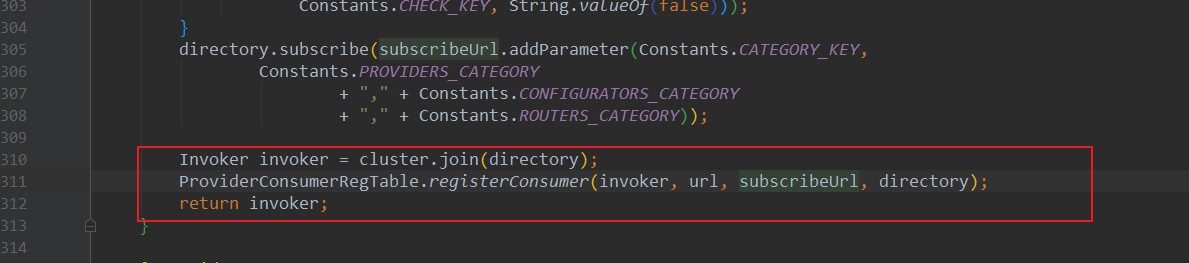 303 Constants.CHECK_KEY, String.valueOf(false)));
304 }
305 directory.subscribe(subscribeUrl.addParameter(Constants.CATEGORY_KEY,
306 Constants.PROVIDERS_CATEGORY
307 + "," + Constants.CONFIGURATORS_CATEGORY
308 + "," + Constants.ROUTERS_CATEGORY));
309
310 Invoker invoker = cluster.join(directory);
311 ProviderConsumerRegTable.registerConsumer(invoker, url, subscribeUrl, directory);
312 return invoker;
313 }
314